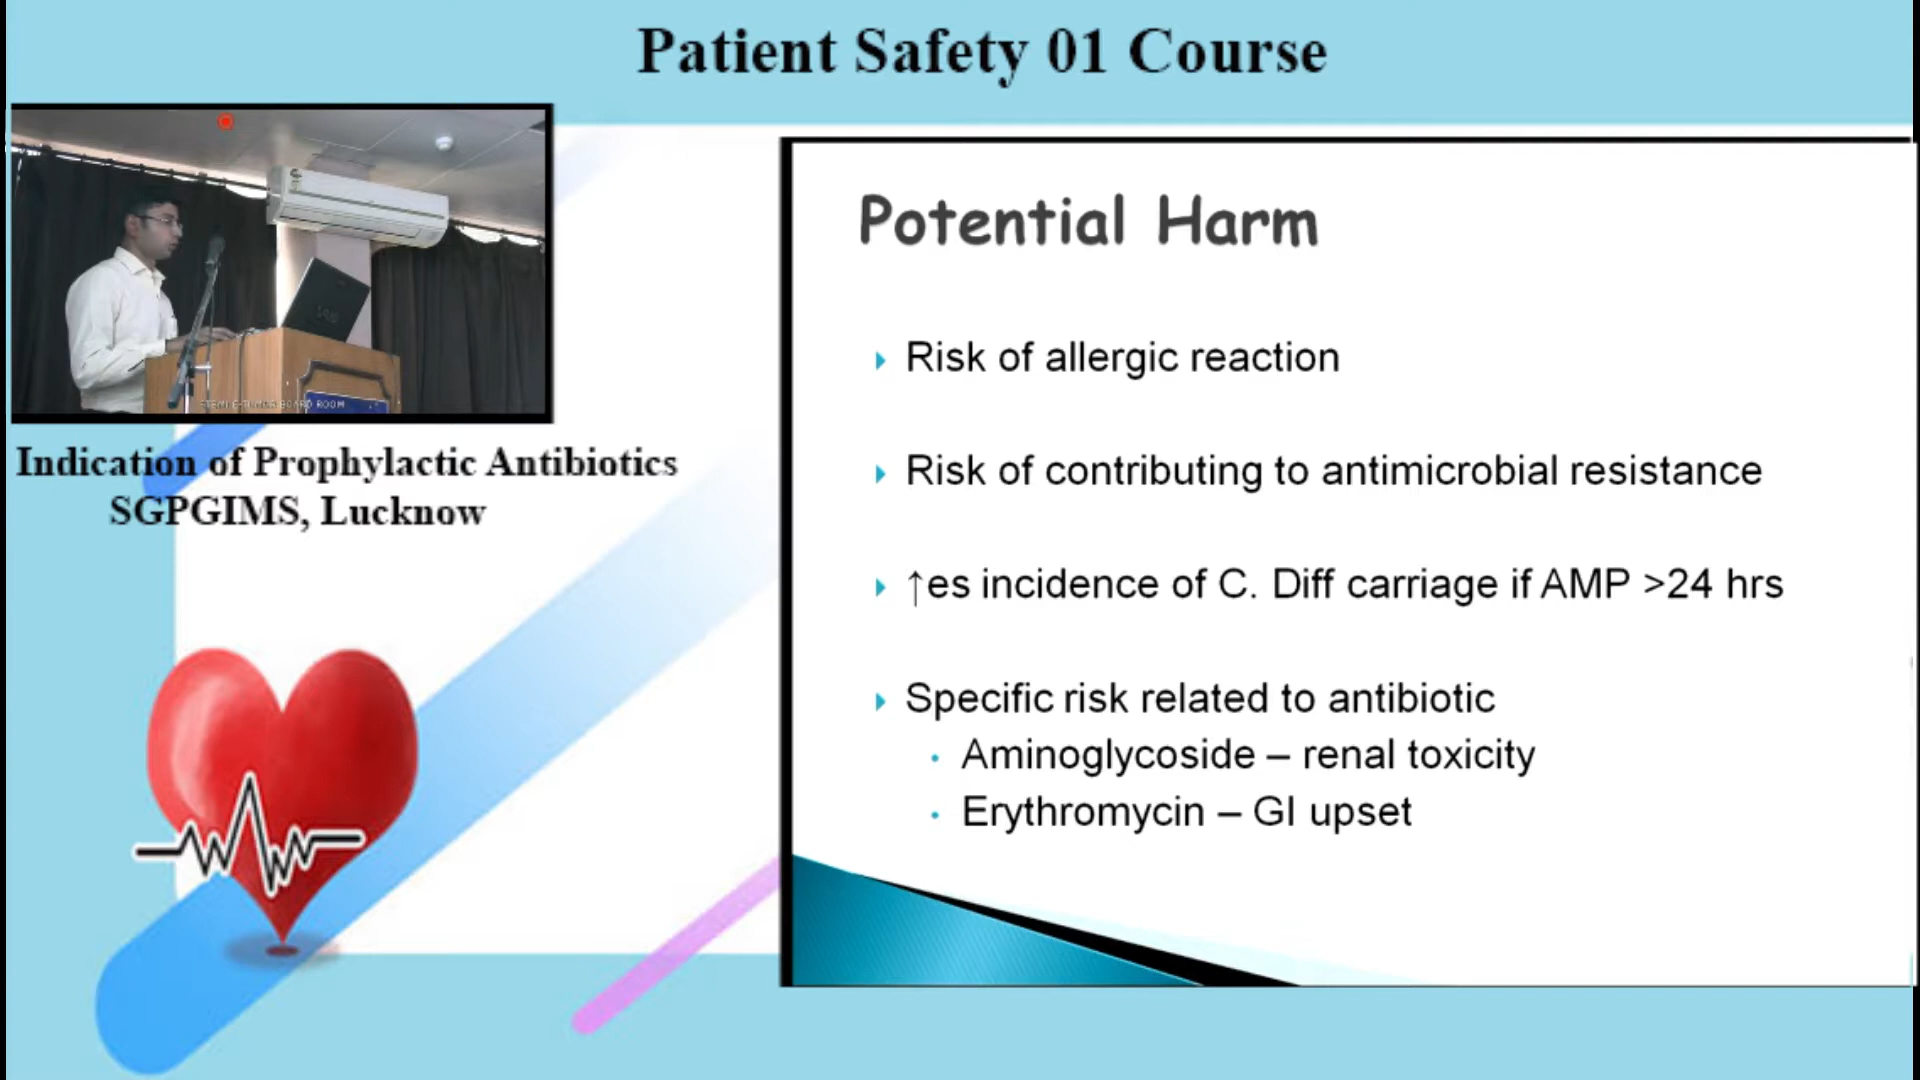 Patient Safety 01 Course
Indication of Prophylactic Antibiotics
SGPGIMS, Lucknow
Potential Harm
Risk of allergic reaction
Risk of contributing to antimicrobial resistance
↑es incidence of C. Diff carriage if AMP >24 hrs
Specific risk related to antibiotic
Aminoglycoside – renal toxicity
Erythromycin – GI upset
BOARD ROOM